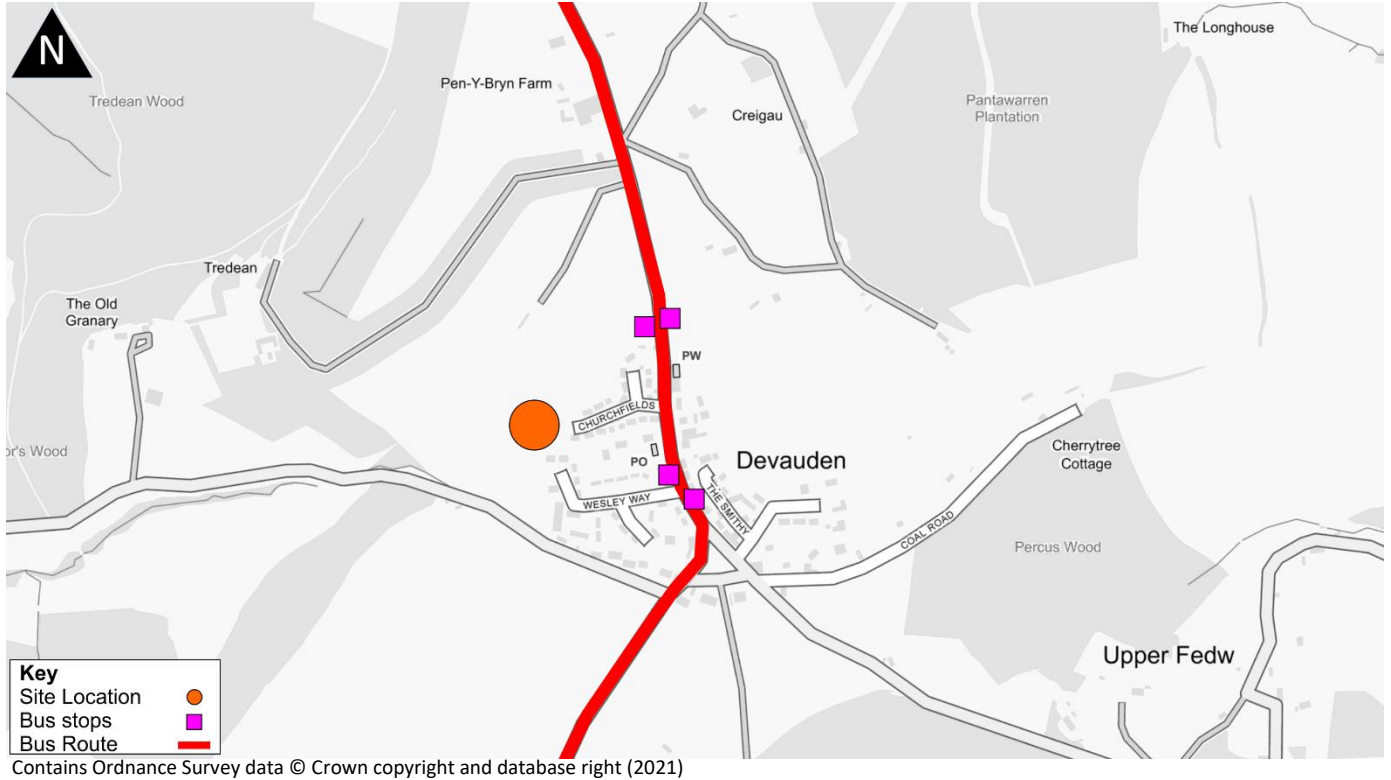 N
The Longhouse
Pen-Y-Bryn Farm
Tredean Wood
Pantawarren
Plantation
Creigau
Tredean
The Old
Granary
PW
CHURCHFIELDS
or's Wood
PO
Devauden
Cherrytree
Cottage
WESLEY WAY
THE SMITHY
COAL ROAD
Percus Wood
Upper Fedw
Key
Site Location
Bus stops
Bus Route
Contains Ordnance Survey data © Crown copyright and database right (2021)